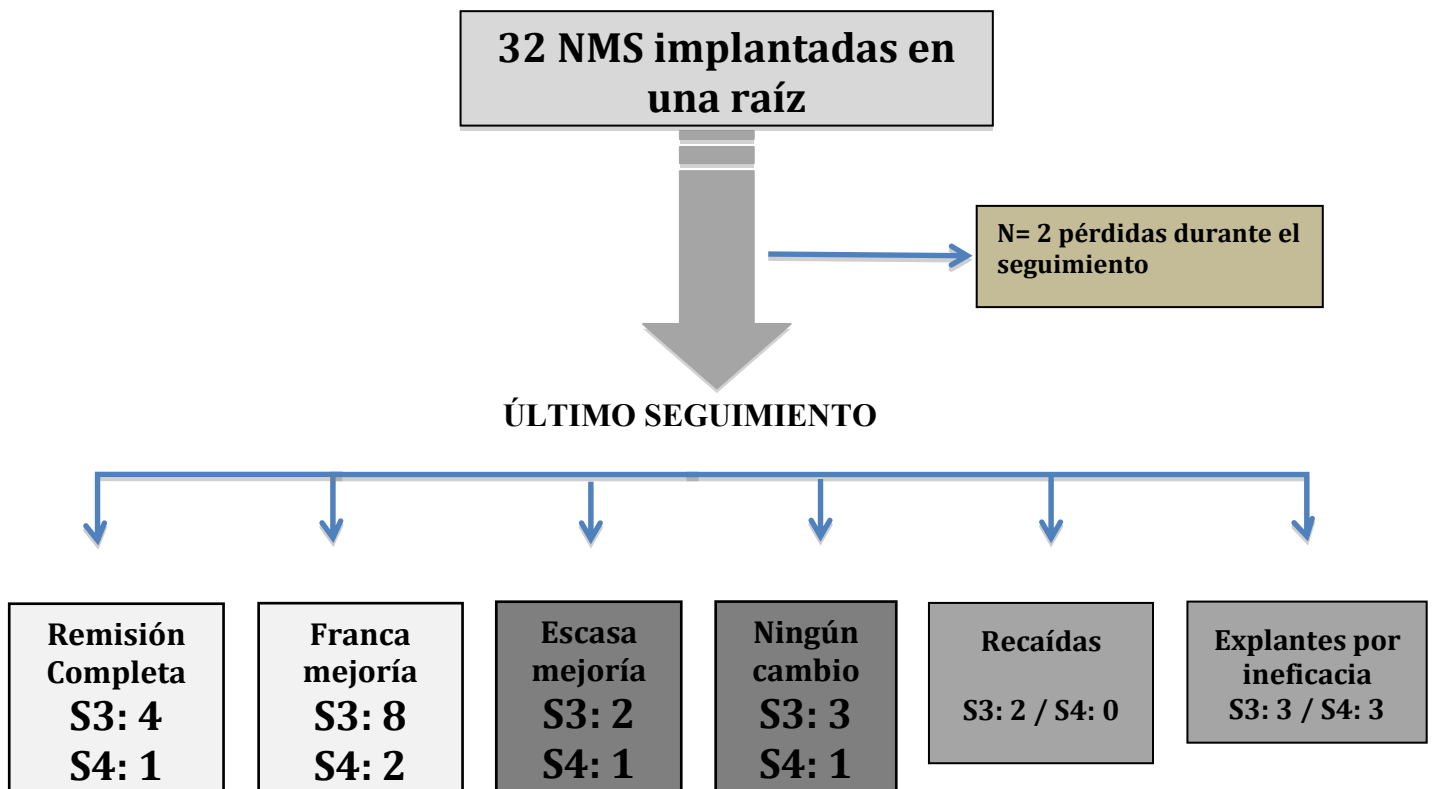 32 NMS implantadas en
una raíz
N= 2 pérdidas durante el
seguimiento
ÚLTIMO SEGUIMIENTO
Remisión
Completa
S3: 4
S4: 1
Franca
mejoría
S3: 8
S4: 2
Escasa
mejoría
S3: 2
S4: 1
Ningún
cambio
S3: 3
S4: 1
Recaídas
S3: 2 / S4: 0
Explantes por
ineficacia
S3: 3 / S4: 3